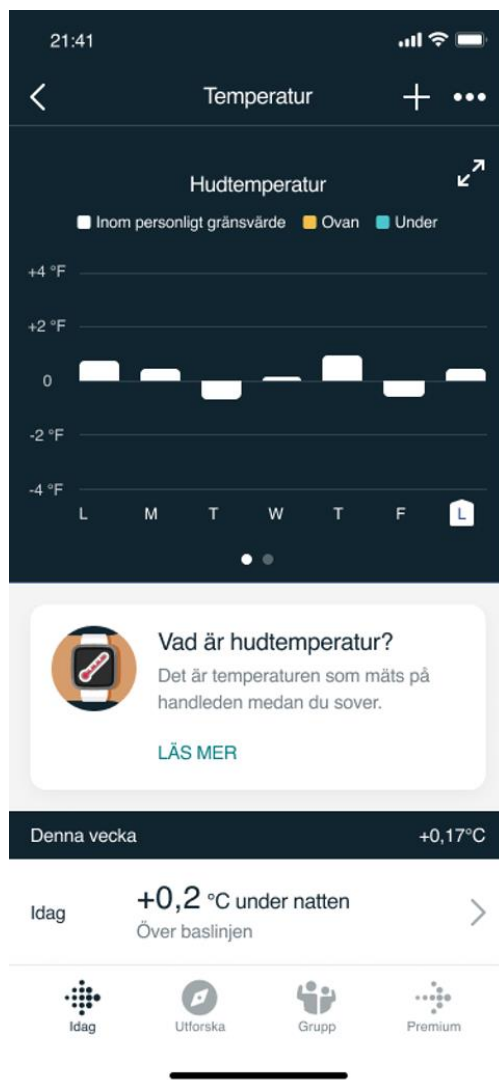 21:41
Temperatur
Hudtemperatur
Inom personligt gränsvärde Ovan Under
+4 °F
+2 °F
0
-2 °F
-4 °F
L M T W T F L
Vad är hudtemperatur?
Det är temperaturen som mäts på
handleden medan du sover.
LÄS MER
Denna vecka +0,17°C
Idag +0,2 °C under natten
Över baslinjen
Idag Utforska Grupp Premium